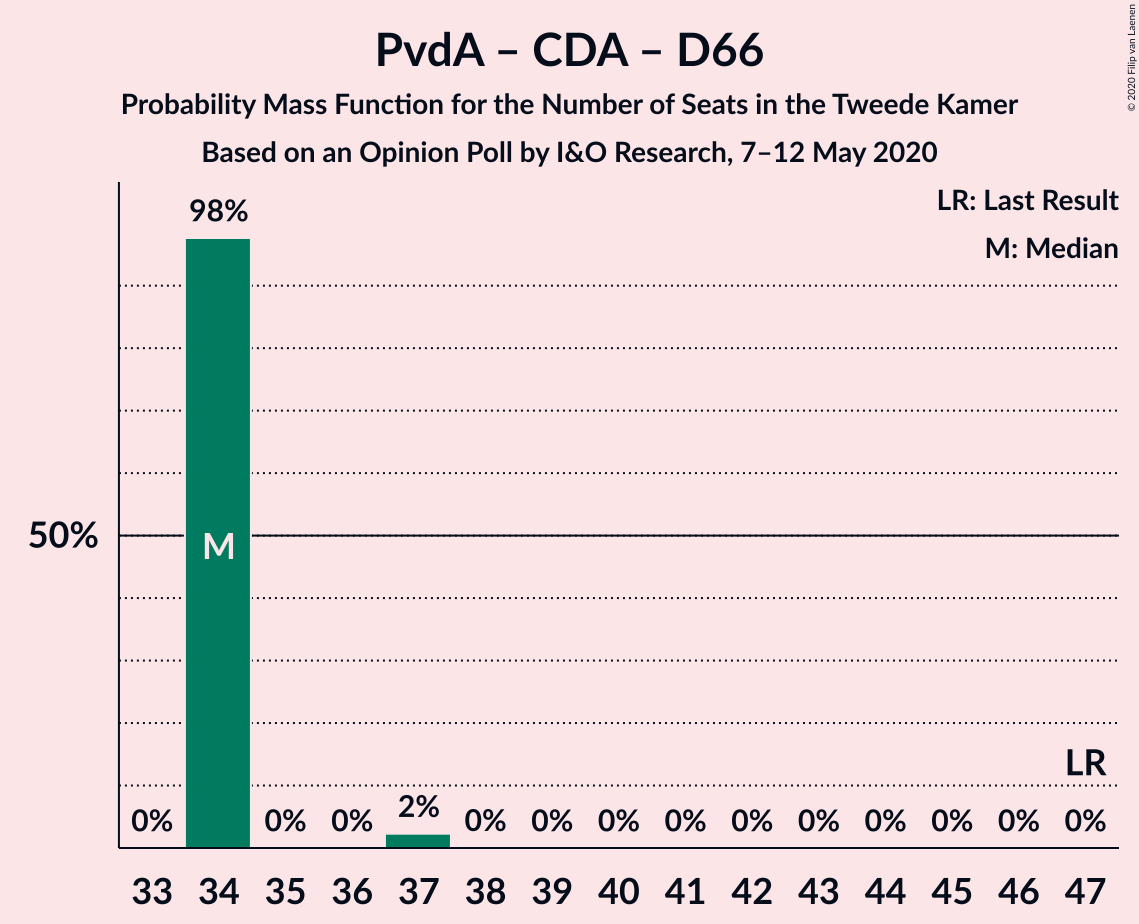 PvdA – CDA – D66
Probability Mass Function for the Number of Seats in the Tweede Kamer
Based on an Opinion Poll by I&O Research, 7–12 May 2020
© 2020 Filip van Laenen
LR: Last Result
M: Median
98%
50%
M
LR
0% 0% 0% 2% 0% 0% 0% 0% 0% 0% 0% 0% 0% 0%
33 34 35 36 37 38 39 40 41 42 43 44 45 46 47